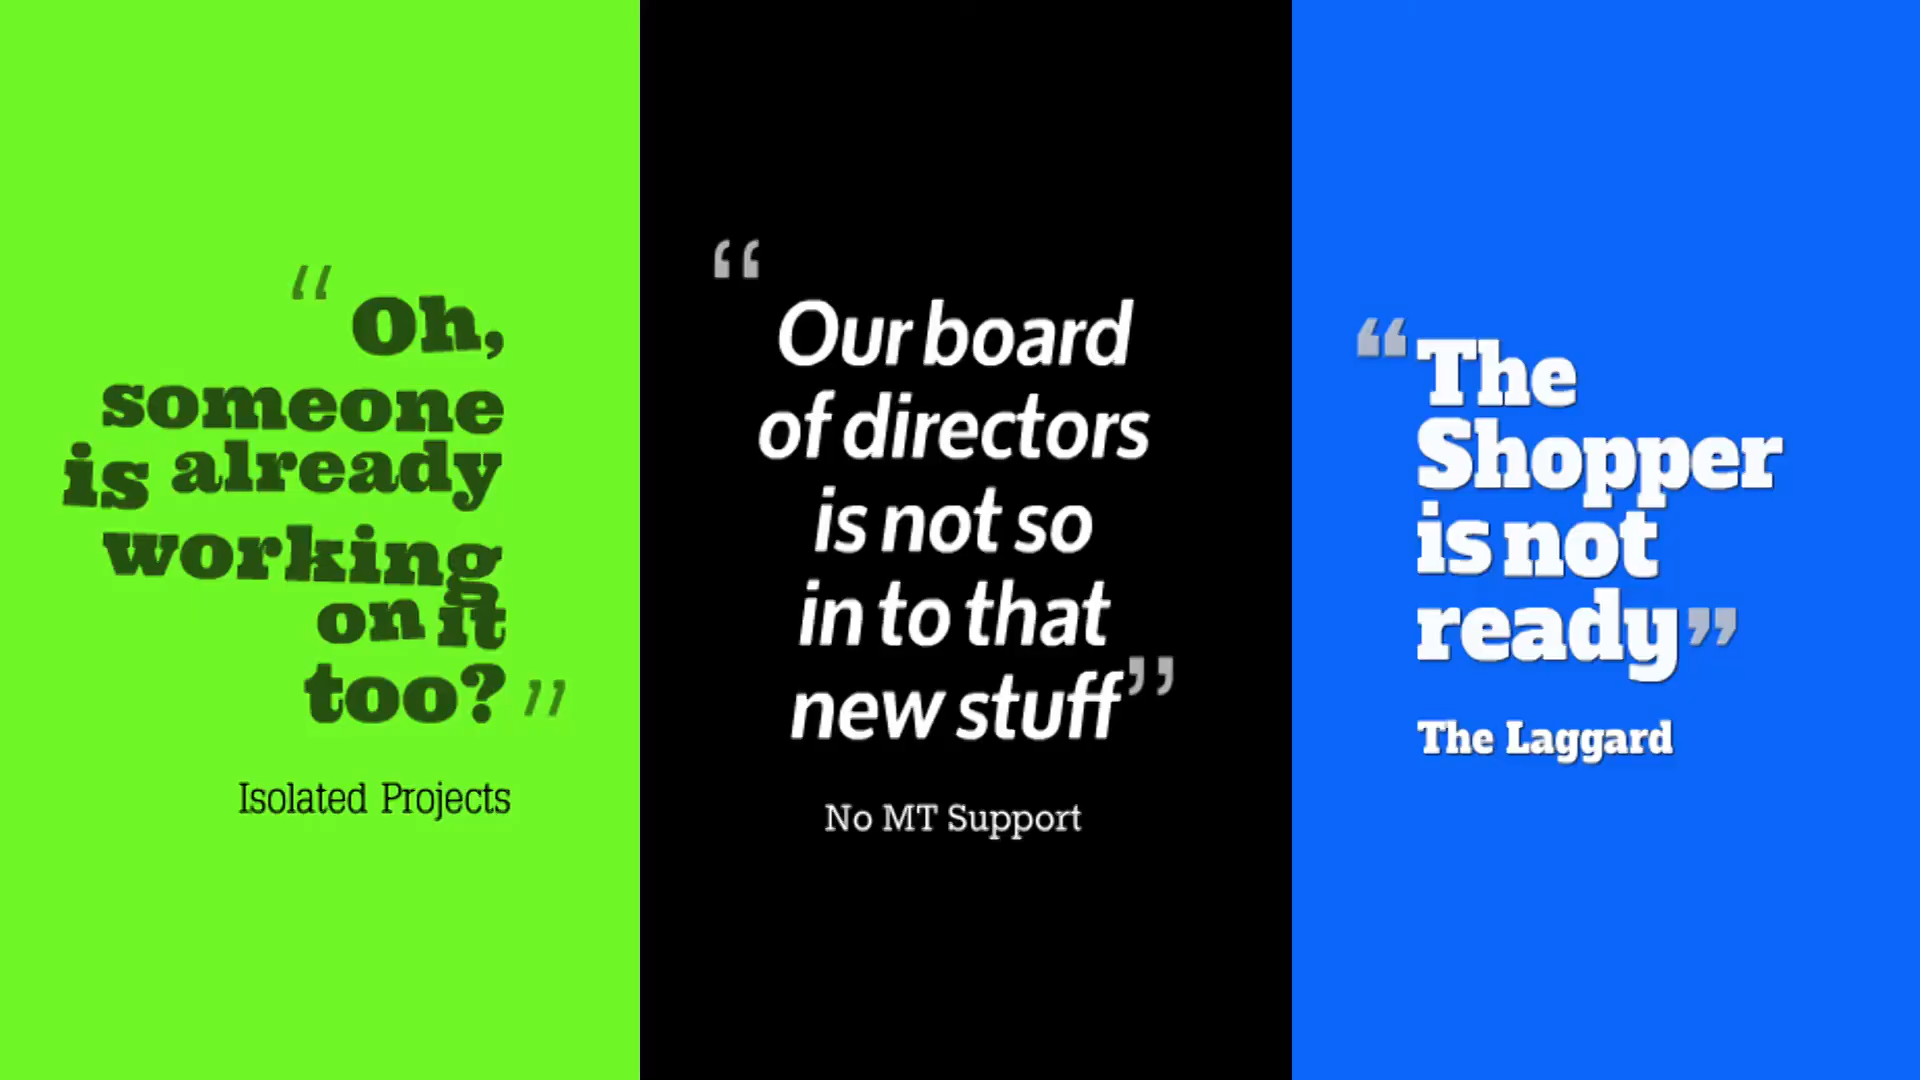 “ Oh,
someone
is already
working
on it
too? ”
Isolated Projects
“ Our board
of directors
is not so
in to that
new stuff ”
No MT Support
“ The
Shopper
is not
ready ”
The Laggard